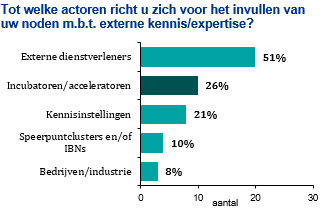 Tot welke actoren richt u zich voor het invullen van
uw noden m.b.t. externe kennis/expertise?
Externe dienstverleners
51%
Incubatoren/acceleratoren
26%
Kennisinstellingen
21%
Speerpuntclusters en/of
IBNs
10%
Bedrijven/industrie
8%
0 10 20 30
aantal